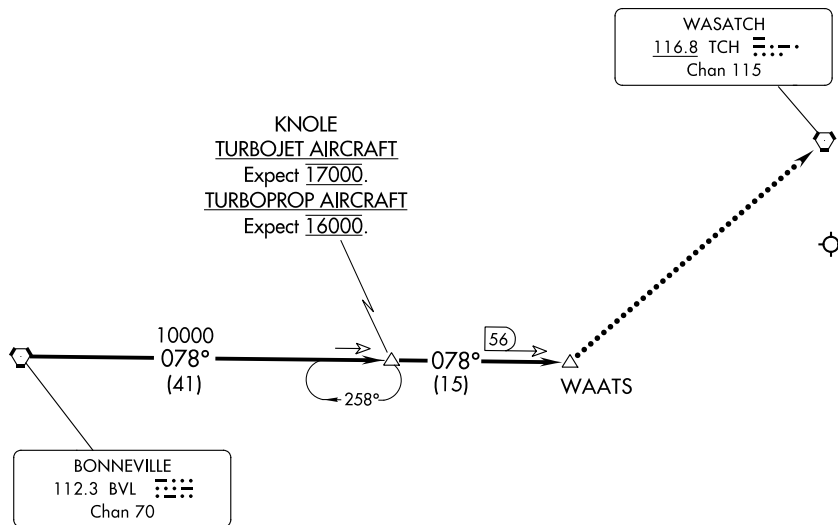 WASATCH
116.8 TCH
Chan 115
KNOLE
TURBOJET AIRCRAFT
Expect 17000.
TURBOPROP AIRCRAFT
Expect 16000.
10000
078°
(41)
258°
078°
(15)
56
WAATS
BONNEVILLE
112.3 BVL
Chan 70